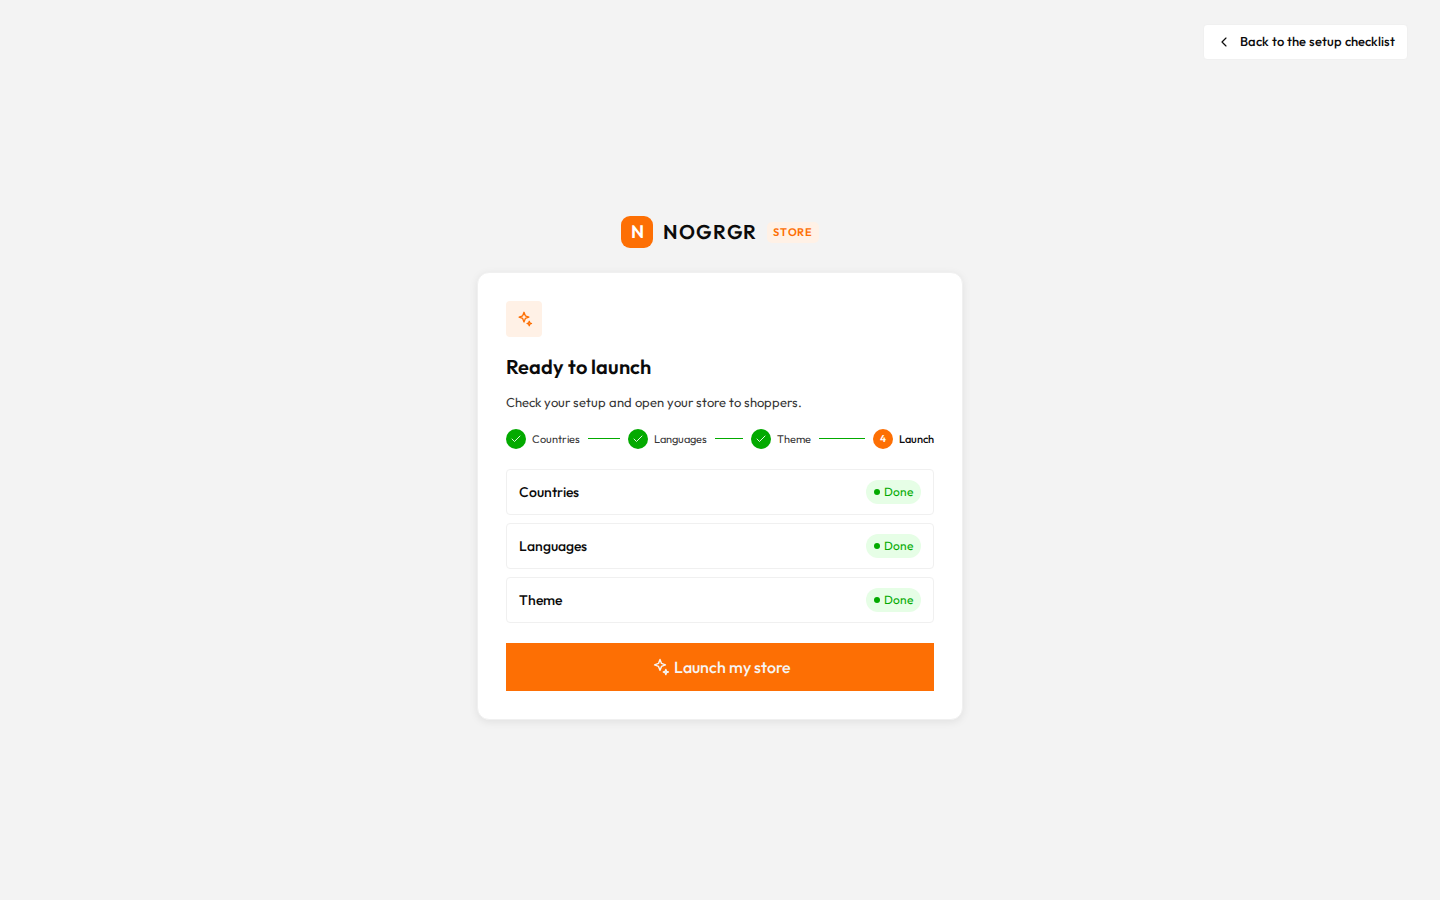 Back to the setup checklist
N NOGRGR STORE
Ready to launch
Check your setup and open your store to shoppers.
Countries Languages Theme 4 Launch
Countries Done
Languages Done
Theme Done
Launch my store